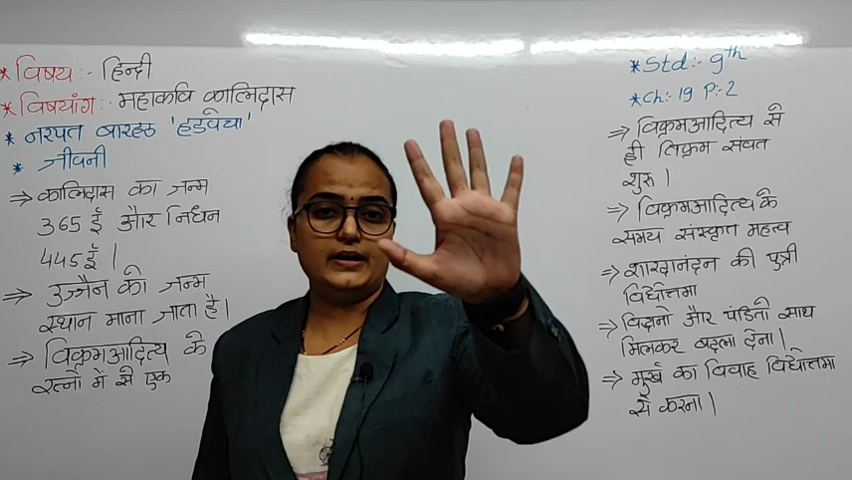 * विषय :- हिन्दी
* विषयांग :- महाकवि कालिदास
* नरपत बारहठ 'हडवेचा'
* जीवनी
⇒ कालिदास का जन्म
365 ई और निधन
445 ई |
⇒ उज्जैन को जन्म
स्थान माना जाता है |
⇒ विक्रमआदित्य के
रत्नो में से एक
* Std :- 9th
* Ch : 19 P : 2
⇒ विक्रमआदित्य से
ही विक्रम संवत
शुरु |
⇒ विक्रमआदित्य के
समय संस्कृत महत्व
⇒ शारदानंदन की पुत्री
विद्योत्तमा
⇒ विद्वानो और पंडितो साथ
मिलकर बदला लेना |
⇒ मुर्ख का विवाह विद्योत्तमा
से करना |